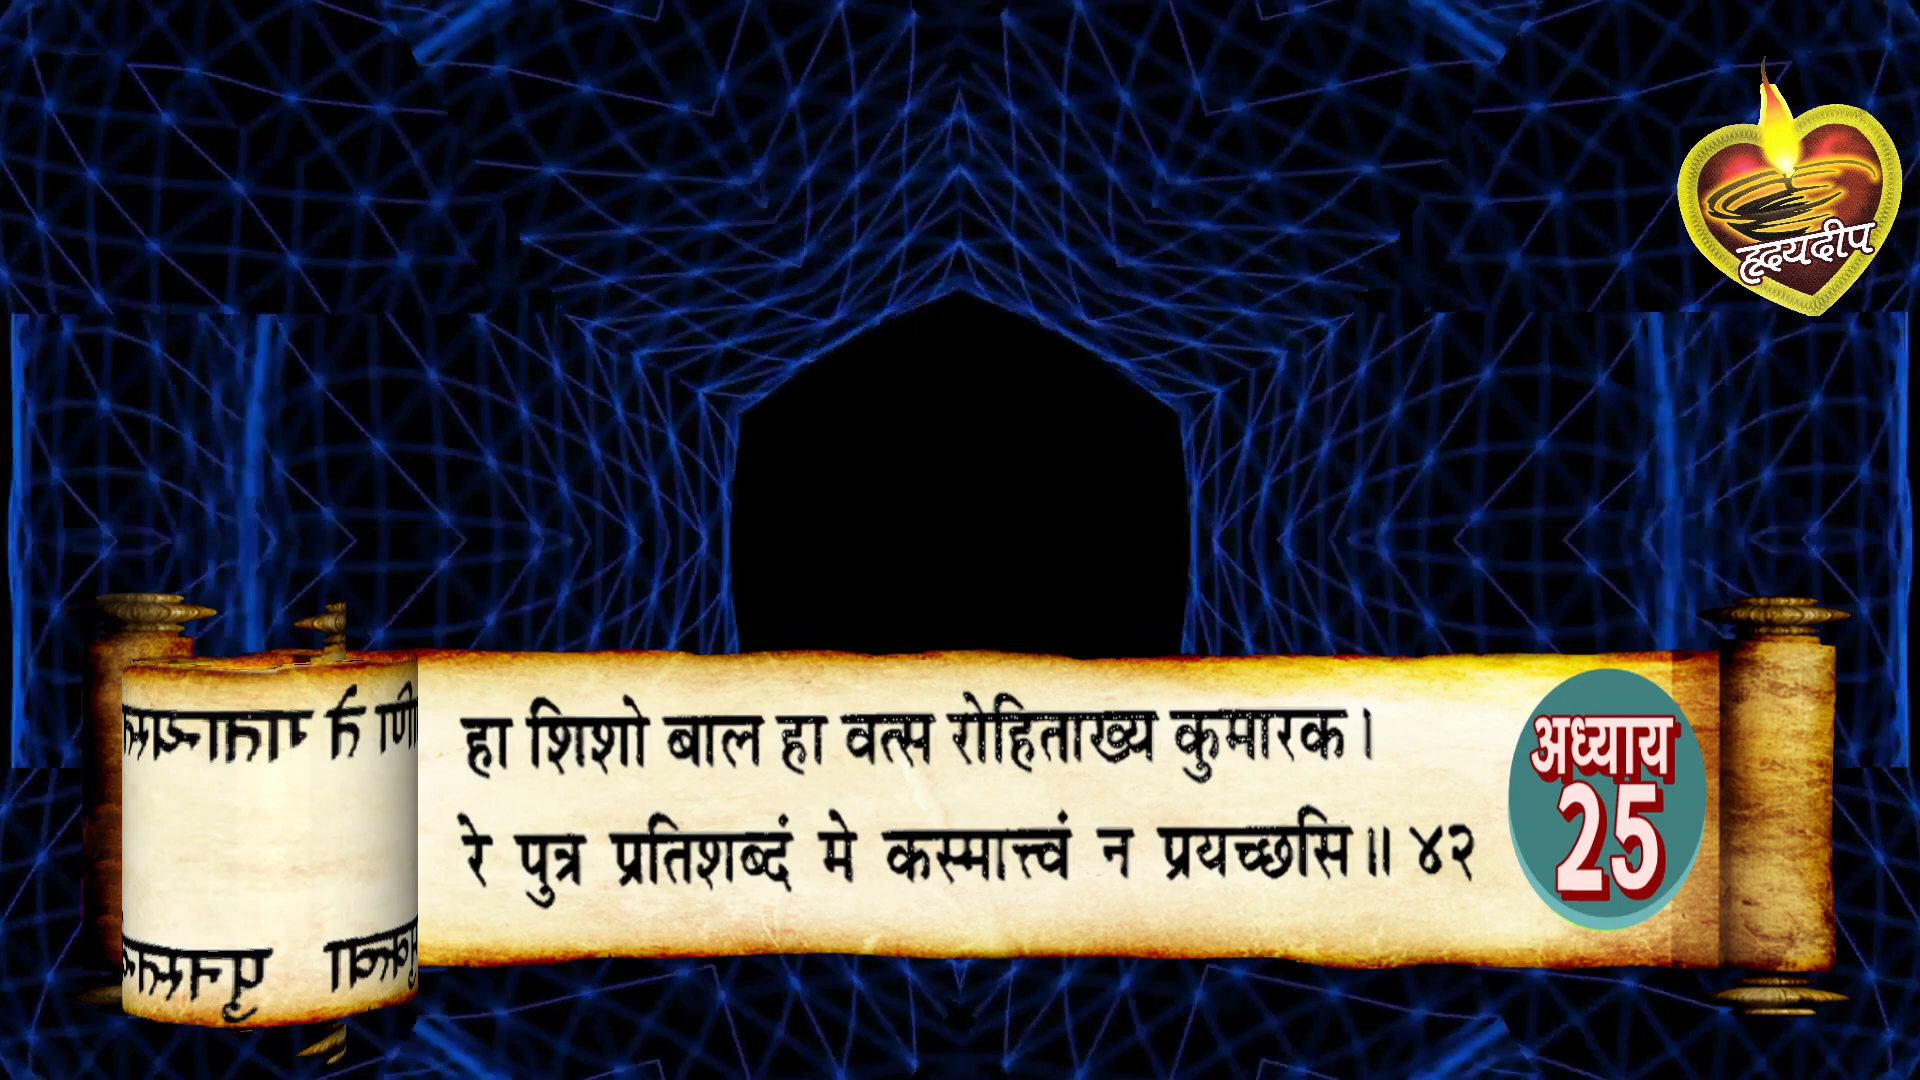 हृदयदीप
हा शिशो बाल हा वत्स रोहिताख्य कुमारक।
रे पुत्र प्रतिशब्दं मे कस्मात्त्वं न प्रयच्छसि॥ ४२
अध्याय
25